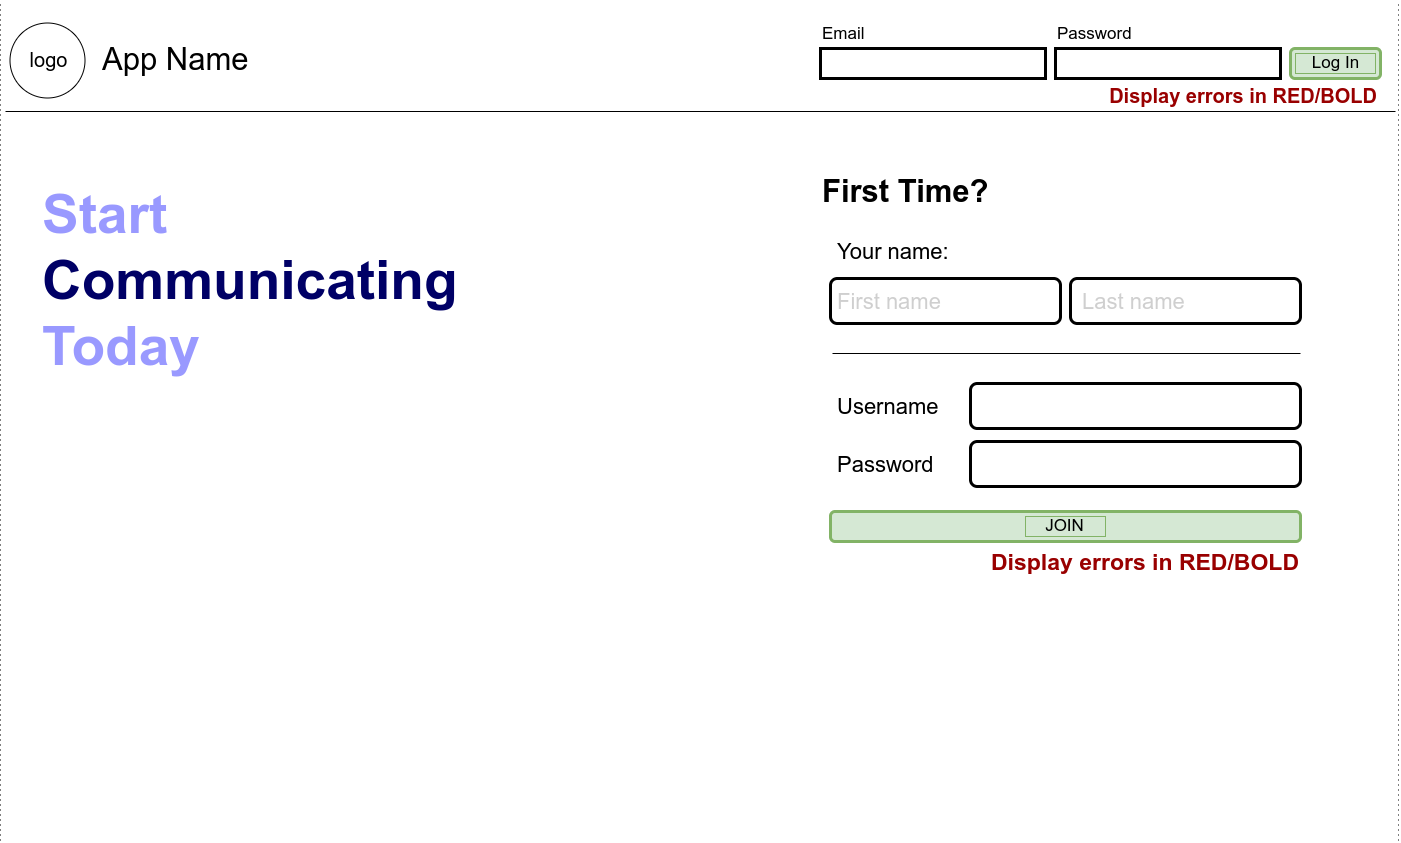 logo
App Name
Email
Password
Log In
Display errors in RED/BOLD
Start
Communicating
Today
First Time?
Your name:
First name
Last name
Username
Password
JOIN
Display errors in RED/BOLD